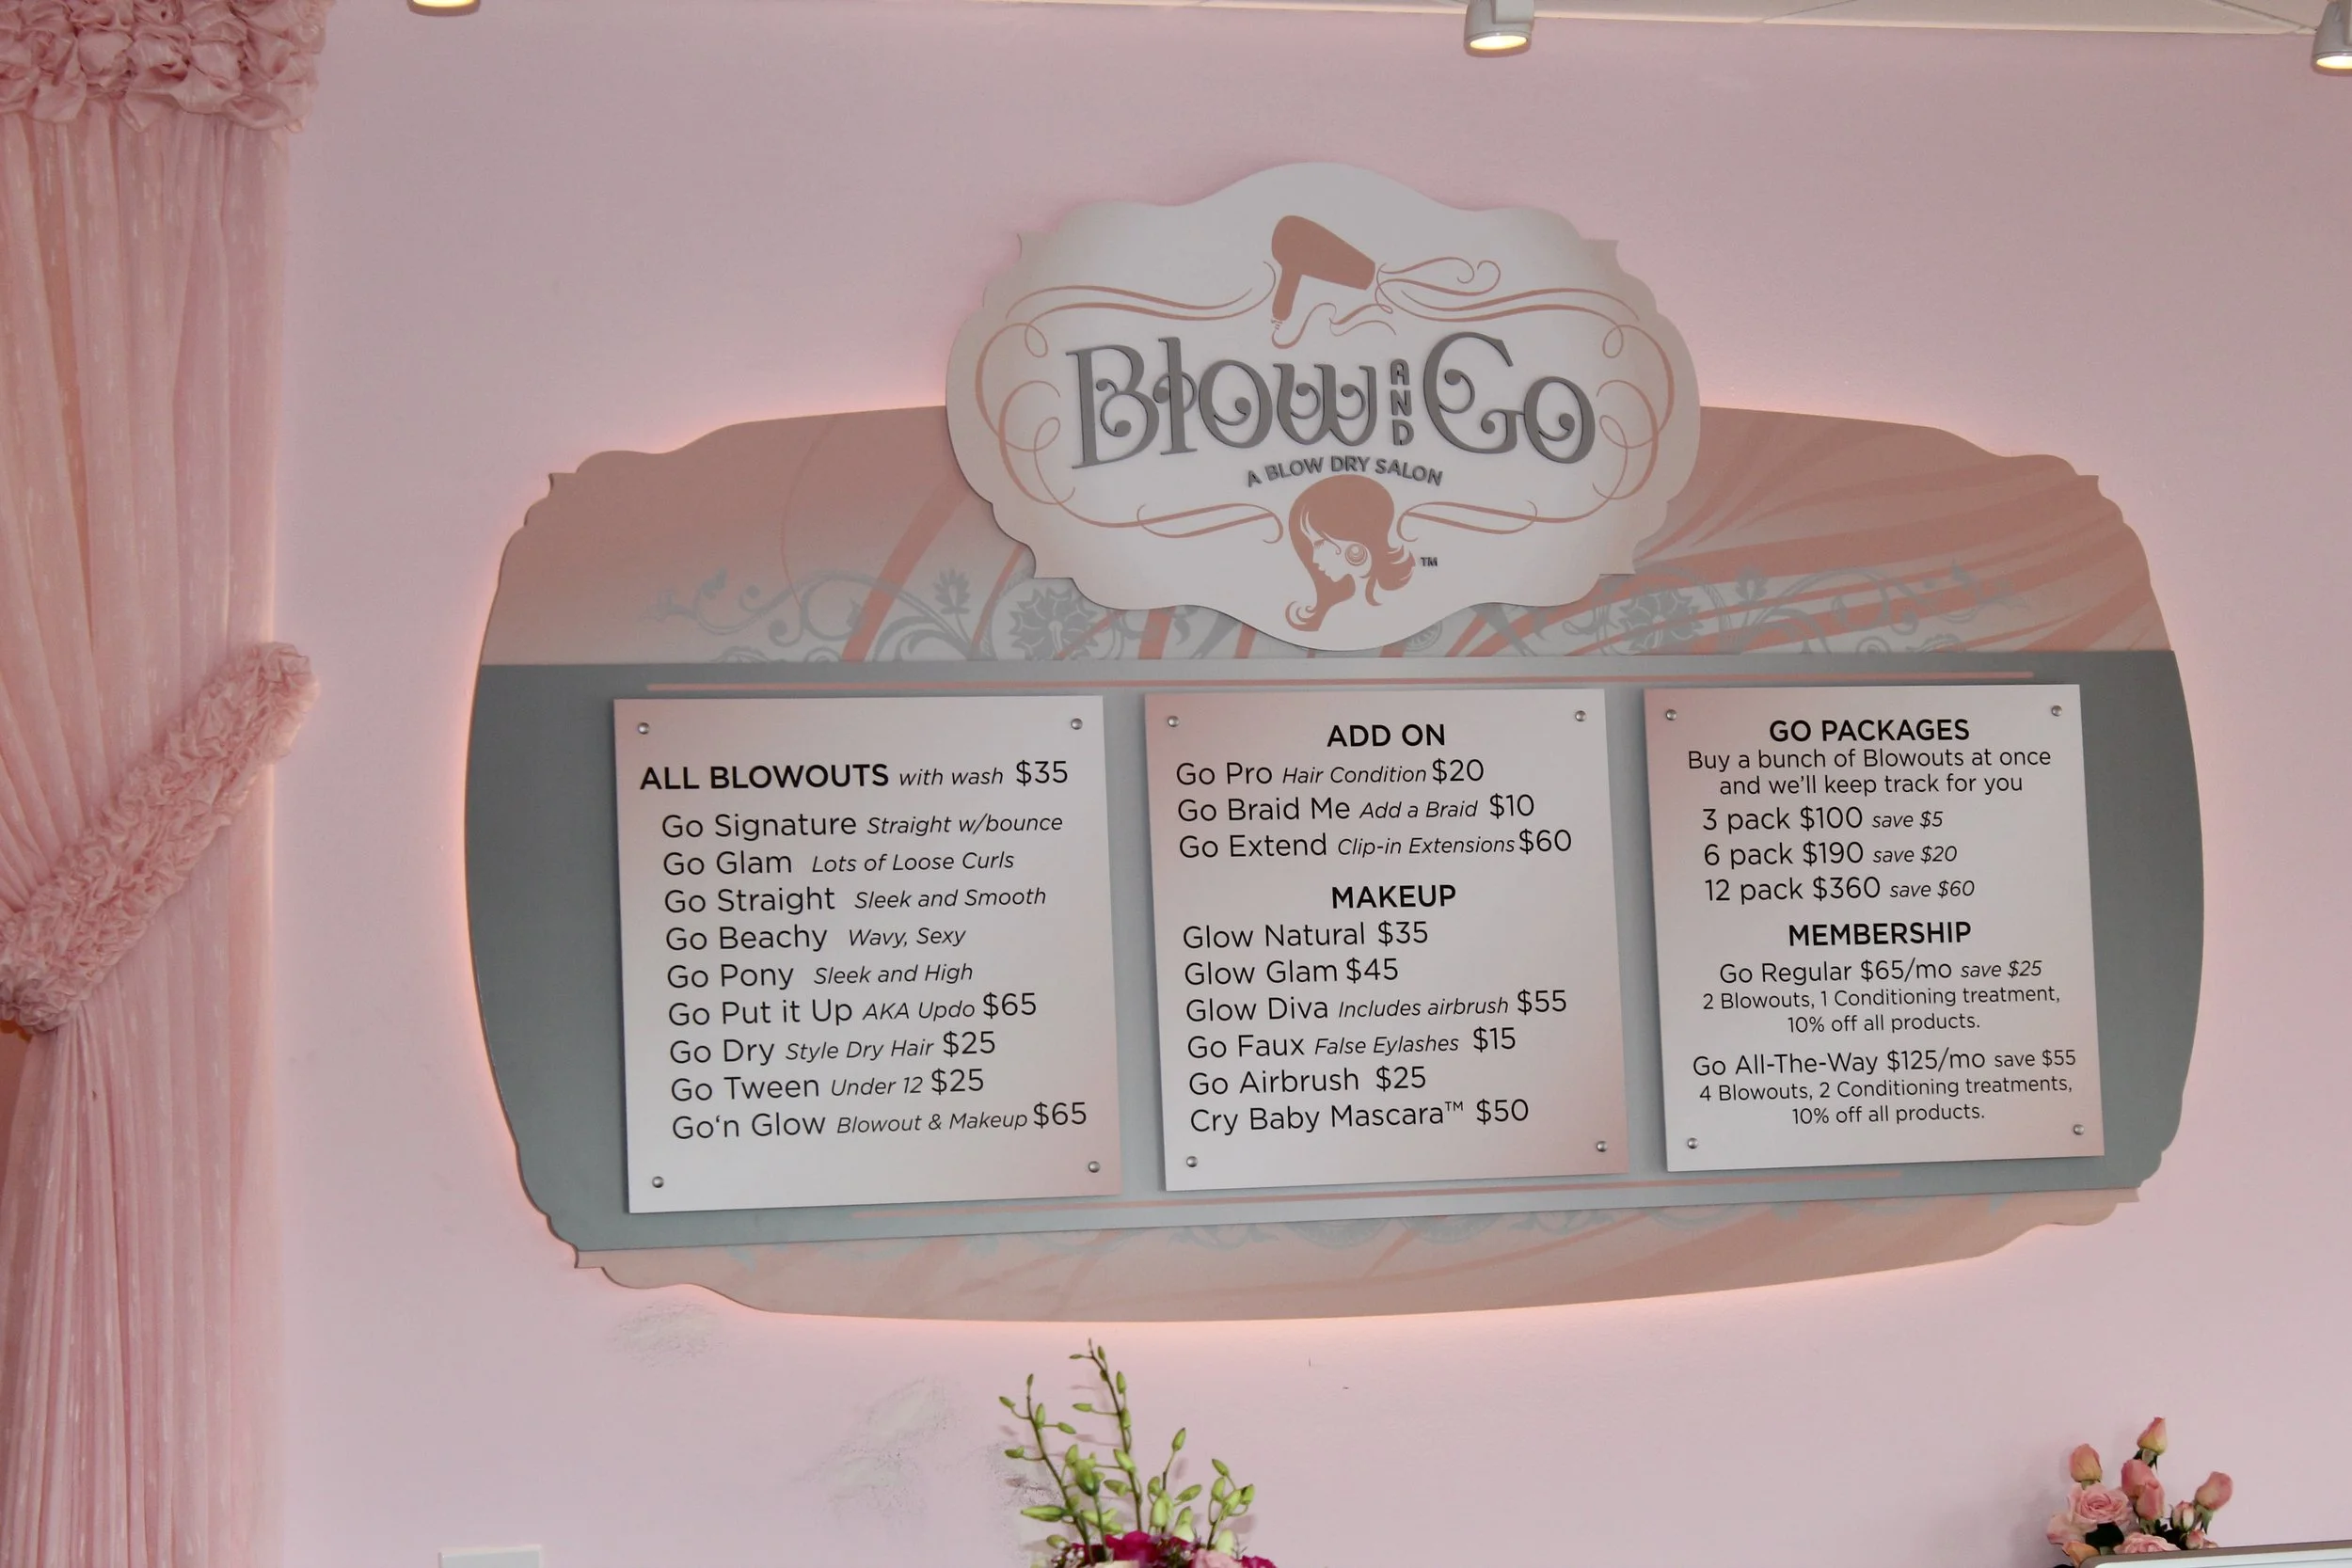 Blow AND Go
A BLOW DRY SALON
TM
ALL BLOWOUTS with wash $35
Go Signature Straight w/bounce
Go Glam Lots of Loose Curls
Go Straight Sleek and Smooth
Go Beachy Wavy, Sexy
Go Pony Sleek and High
Go Put it Up AKA Updo $65
Go Dry Style Dry Hair $25
Go Tween Under 12 $25
Go‘n Glow Blowout & Makeup $65
ADD ON
Go Pro Hair Condition $20
Go Braid Me Add a Braid $10
Go Extend Clip-in Extensions $60
MAKEUP
Glow Natural $35
Glow Glam $45
Glow Diva Includes airbrush $55
Go Faux False Eylashes $15
Go Airbrush $25
Cry Baby Mascara™ $50
GO PACKAGES
Buy a bunch of Blowouts at once
and we'll keep track for you
3 pack $100 save $5
6 pack $190 save $20
12 pack $360 save $60
MEMBERSHIP
Go Regular $65/mo save $25
2 Blowouts, 1 Conditioning treatment,
10% off all products.
Go All-The-Way $125/mo save $55
4 Blowouts, 2 Conditioning treatments,
10% off all products.